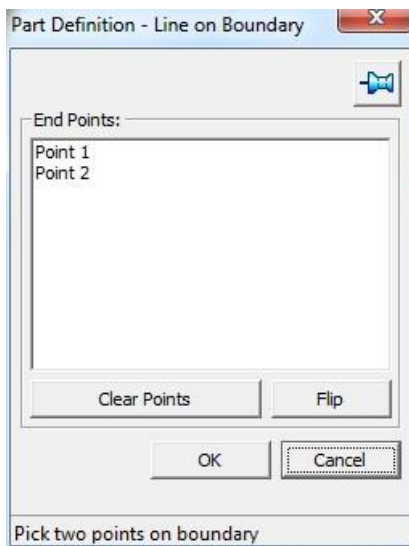 Part Definition - Line on Boundary
End Points:
Point 1
Point 2
Clear Points
Flip
OK
Cancel
Pick two points on boundary